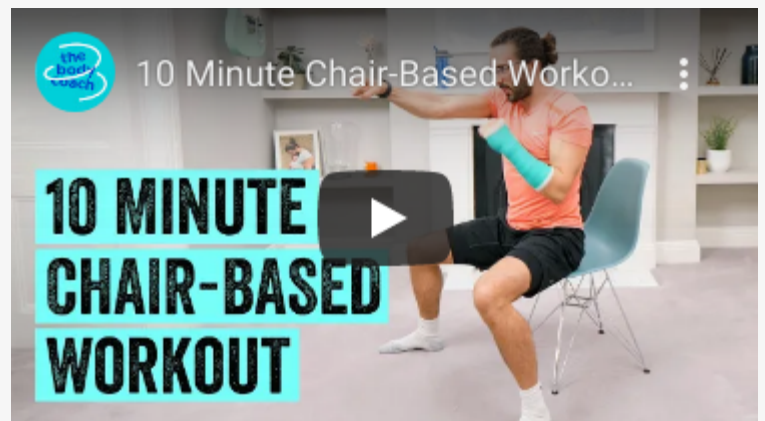 the
body
coach
10 Minute Chair-Based Worko...
10 MINUTE
CHAIR-BASED
WORKOUT